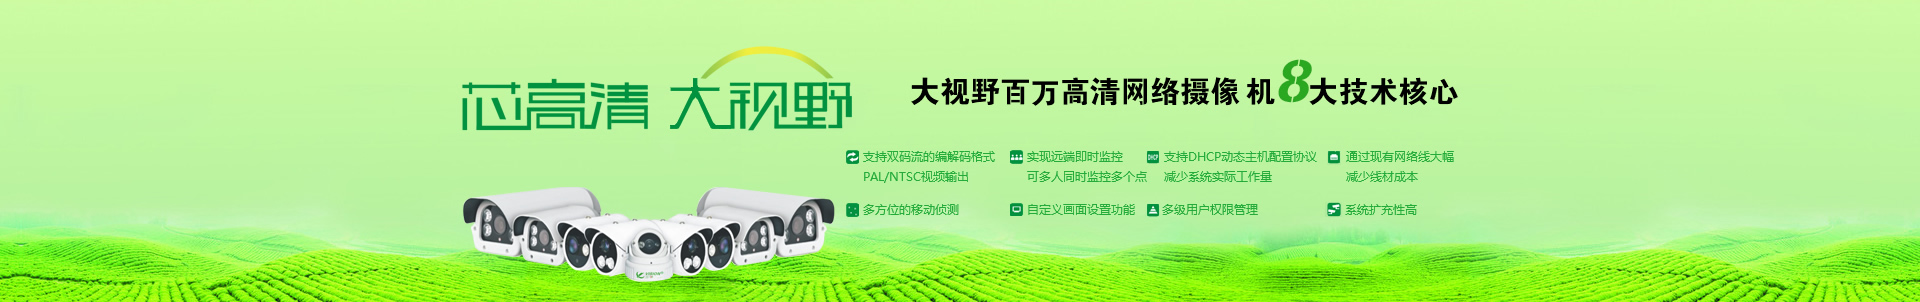 芯高清 大视野
大视野百万高清网络摄像 机8大技术核心
支持双码流的编解码格式
PAL/NTSC视频输出
实现远端即时监控
可多人同时监控多个点
DHCP
支持DHCP动态主机配置协议
减少系统实际工作量
通过现有网络线大幅
减少线材成本
多方位的移动侦测
自定义画面设置功能
多级用户权限管理
系统扩充性高